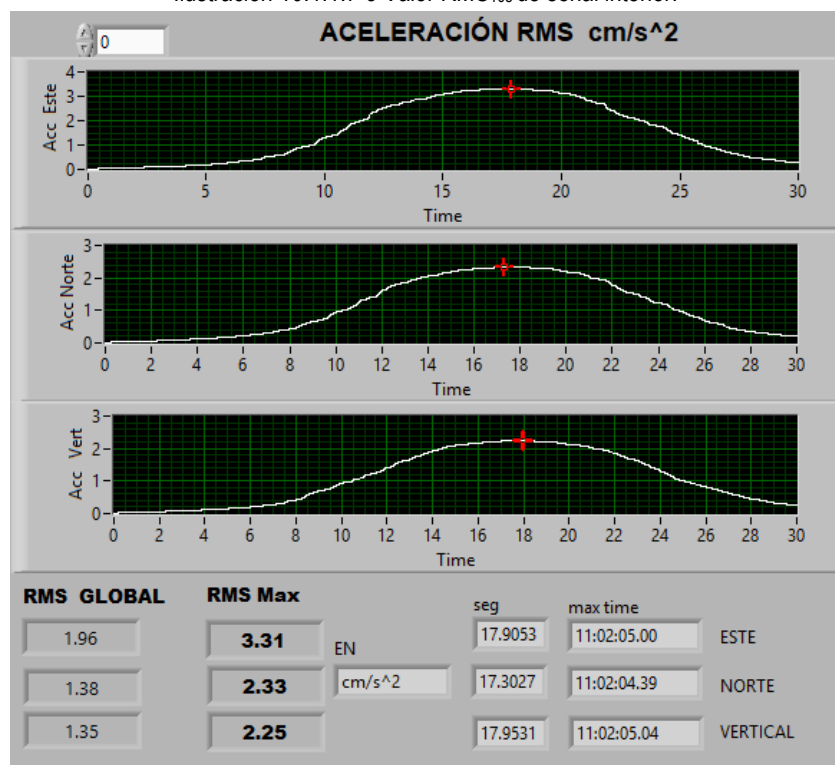 ACELERACIÓN RMS cm/s^2
0
Acc Este
4
3
2
1
0
0 5 10 15 20 25 30
Time
Acc Norte
3
2
1
0
0 2 4 6 8 10 12 14 16 18 20 22 24 26 28 30
Time
Acc Vert
3
2
1
0
0 2 4 6 8 10 12 14 16 18 20 22 24 26 28 30
Time
RMS GLOBAL RMS Max seg max time
1.96 3.31 17.9053 11:02:05.00 ESTE
EN
1.38 2.33 cm/s^2 17.3027 11:02:04.39 NORTE
1.35 2.25 17.9531 11:02:05.04 VERTICAL